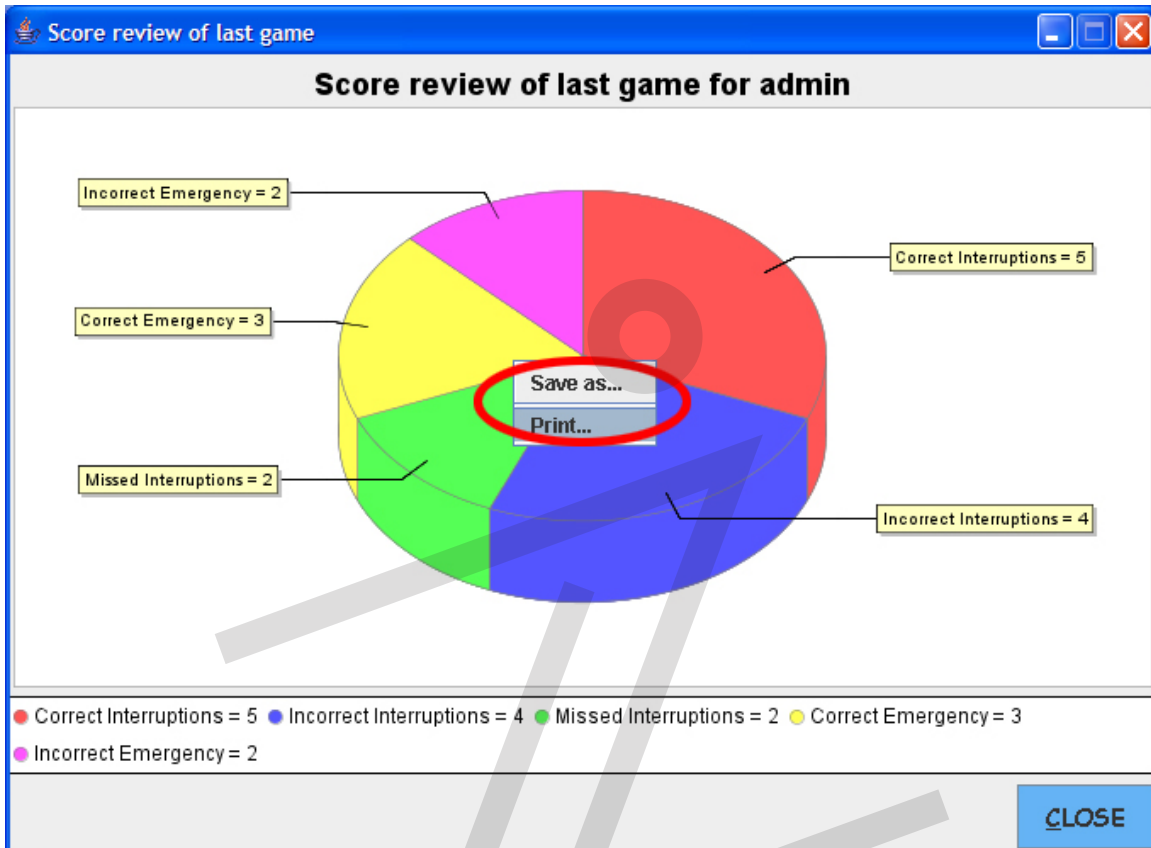 Score review of last game
Score review of last game for admin
Incorrect Emergency = 2
Correct Interruptions = 5
Correct Emergency = 3
Save as...
Print...
Missed Interruptions = 2
Incorrect Interruptions = 4
Correct Interruptions = 5 Incorrect Interruptions = 4 Missed Interruptions = 2 Correct Emergency = 3
Incorrect Emergency = 2
CLOSE